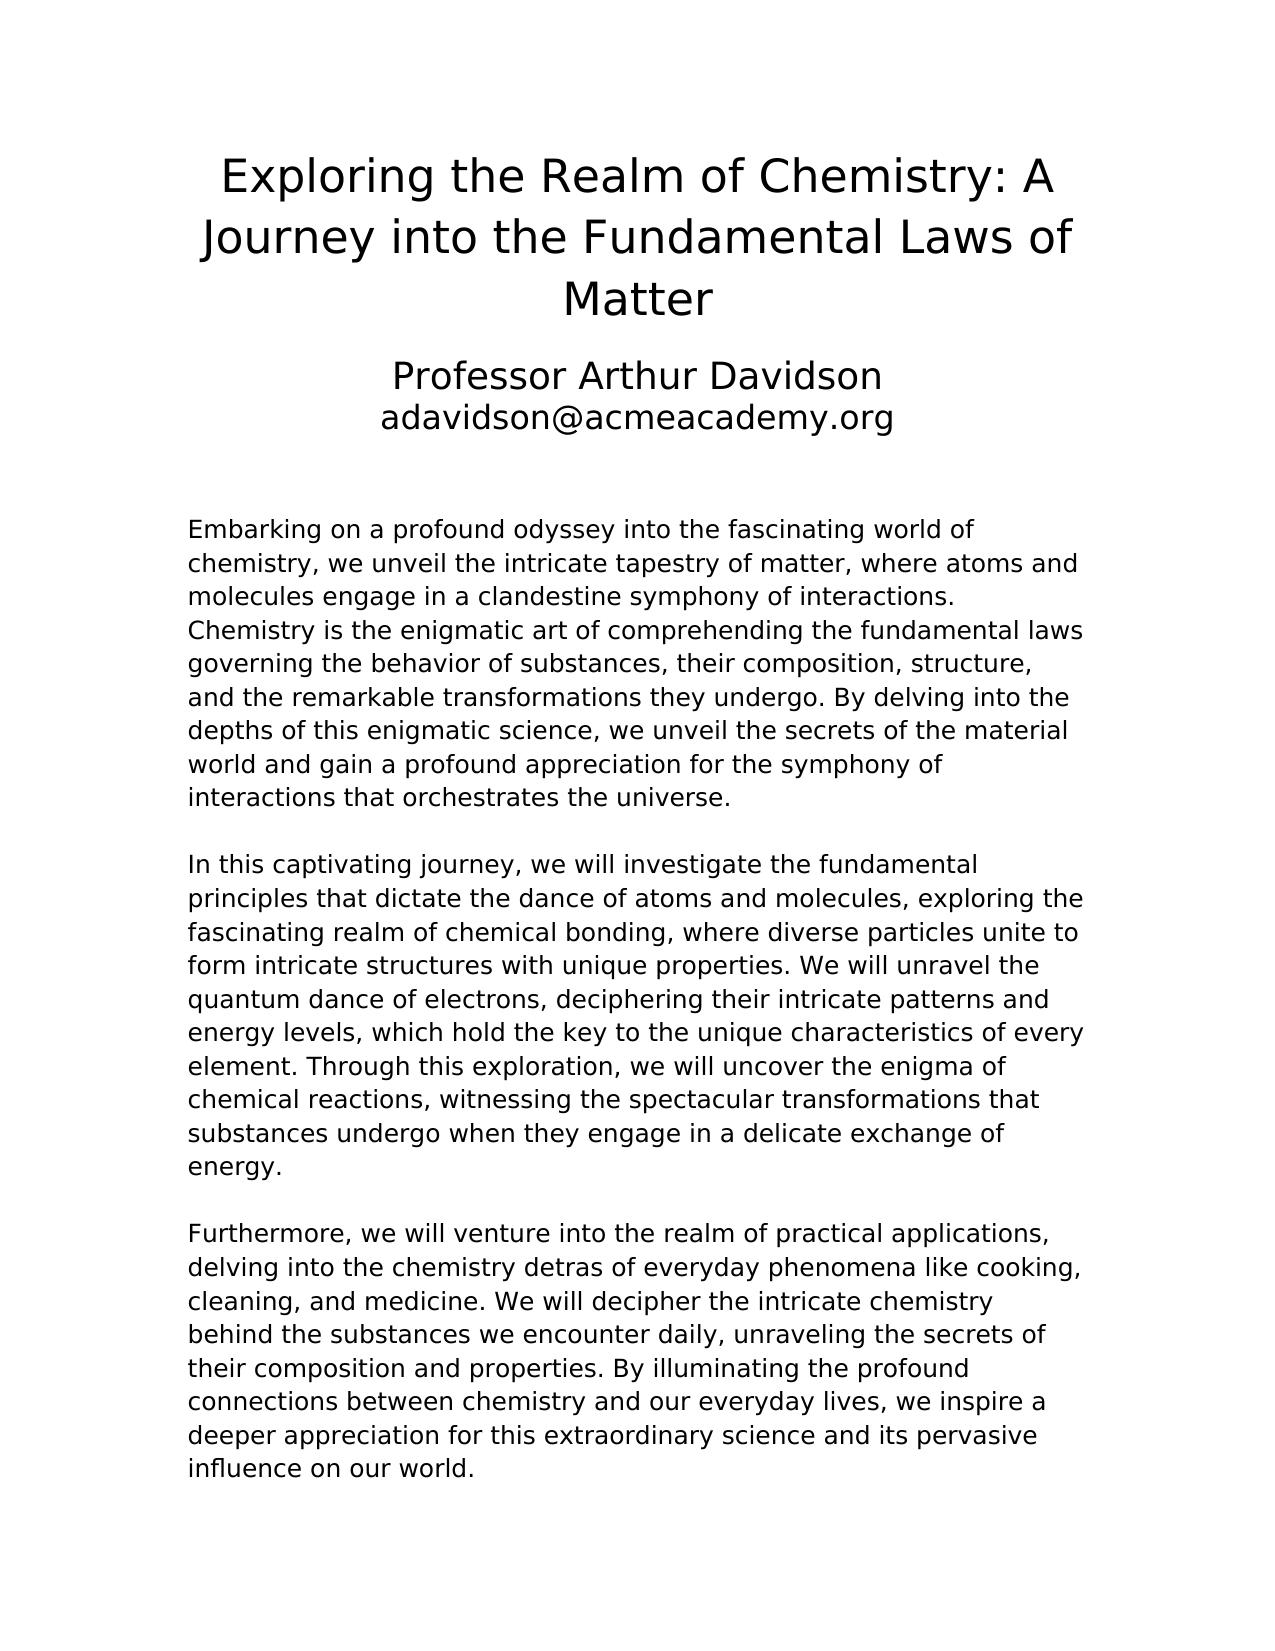 Exploring the Realm of Chemistry: A
Journey into the Fundamental Laws of
Matter
Professor Arthur Davidson
adavidson@acmeacademy.org
Embarking on a profound odyssey into the fascinating world of
chemistry, we unveil the intricate tapestry of matter, where atoms and
molecules engage in a clandestine symphony of interactions.
Chemistry is the enigmatic art of comprehending the fundamental laws
governing the behavior of substances, their composition, structure,
and the remarkable transformations they undergo. By delving into the
depths of this enigmatic science, we unveil the secrets of the material
world and gain a profound appreciation for the symphony of
interactions that orchestrates the universe.
In this captivating journey, we will investigate the fundamental
principles that dictate the dance of atoms and molecules, exploring the
fascinating realm of chemical bonding, where diverse particles unite to
form intricate structures with unique properties. We will unravel the
quantum dance of electrons, deciphering their intricate patterns and
energy levels, which hold the key to the unique characteristics of every
element. Through this exploration, we will uncover the enigma of
chemical reactions, witnessing the spectacular transformations that
substances undergo when they engage in a delicate exchange of
energy.
Furthermore, we will venture into the realm of practical applications,
delving into the chemistry detras of everyday phenomena like cooking,
cleaning, and medicine. We will decipher the intricate chemistry
behind the substances we encounter daily, unraveling the secrets of
their composition and properties. By illuminating the profound
connections between chemistry and our everyday lives, we inspire a
deeper appreciation for this extraordinary science and its pervasive
influence on our world.